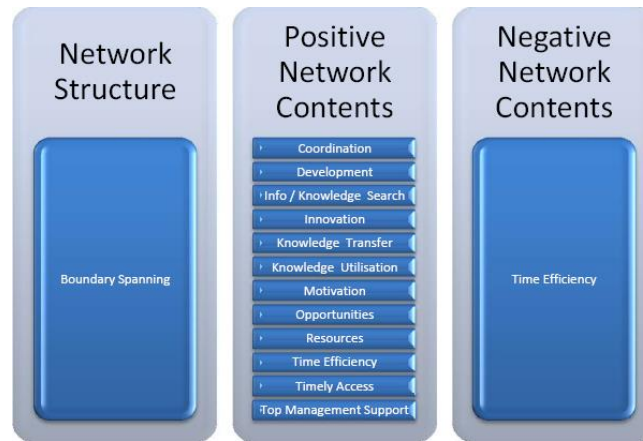 Network
Structure
Boundary Spanning
Positive
Network
Contents
Coordination
Development
Info / Knowledge Search
Innovation
Knowledge Transfer
Knowledge Utilisation
Motivation
Opportunities
Resources
Time Efficiency
Timely Access
Top Management Support
Negative
Network
Contents
Time Efficiency